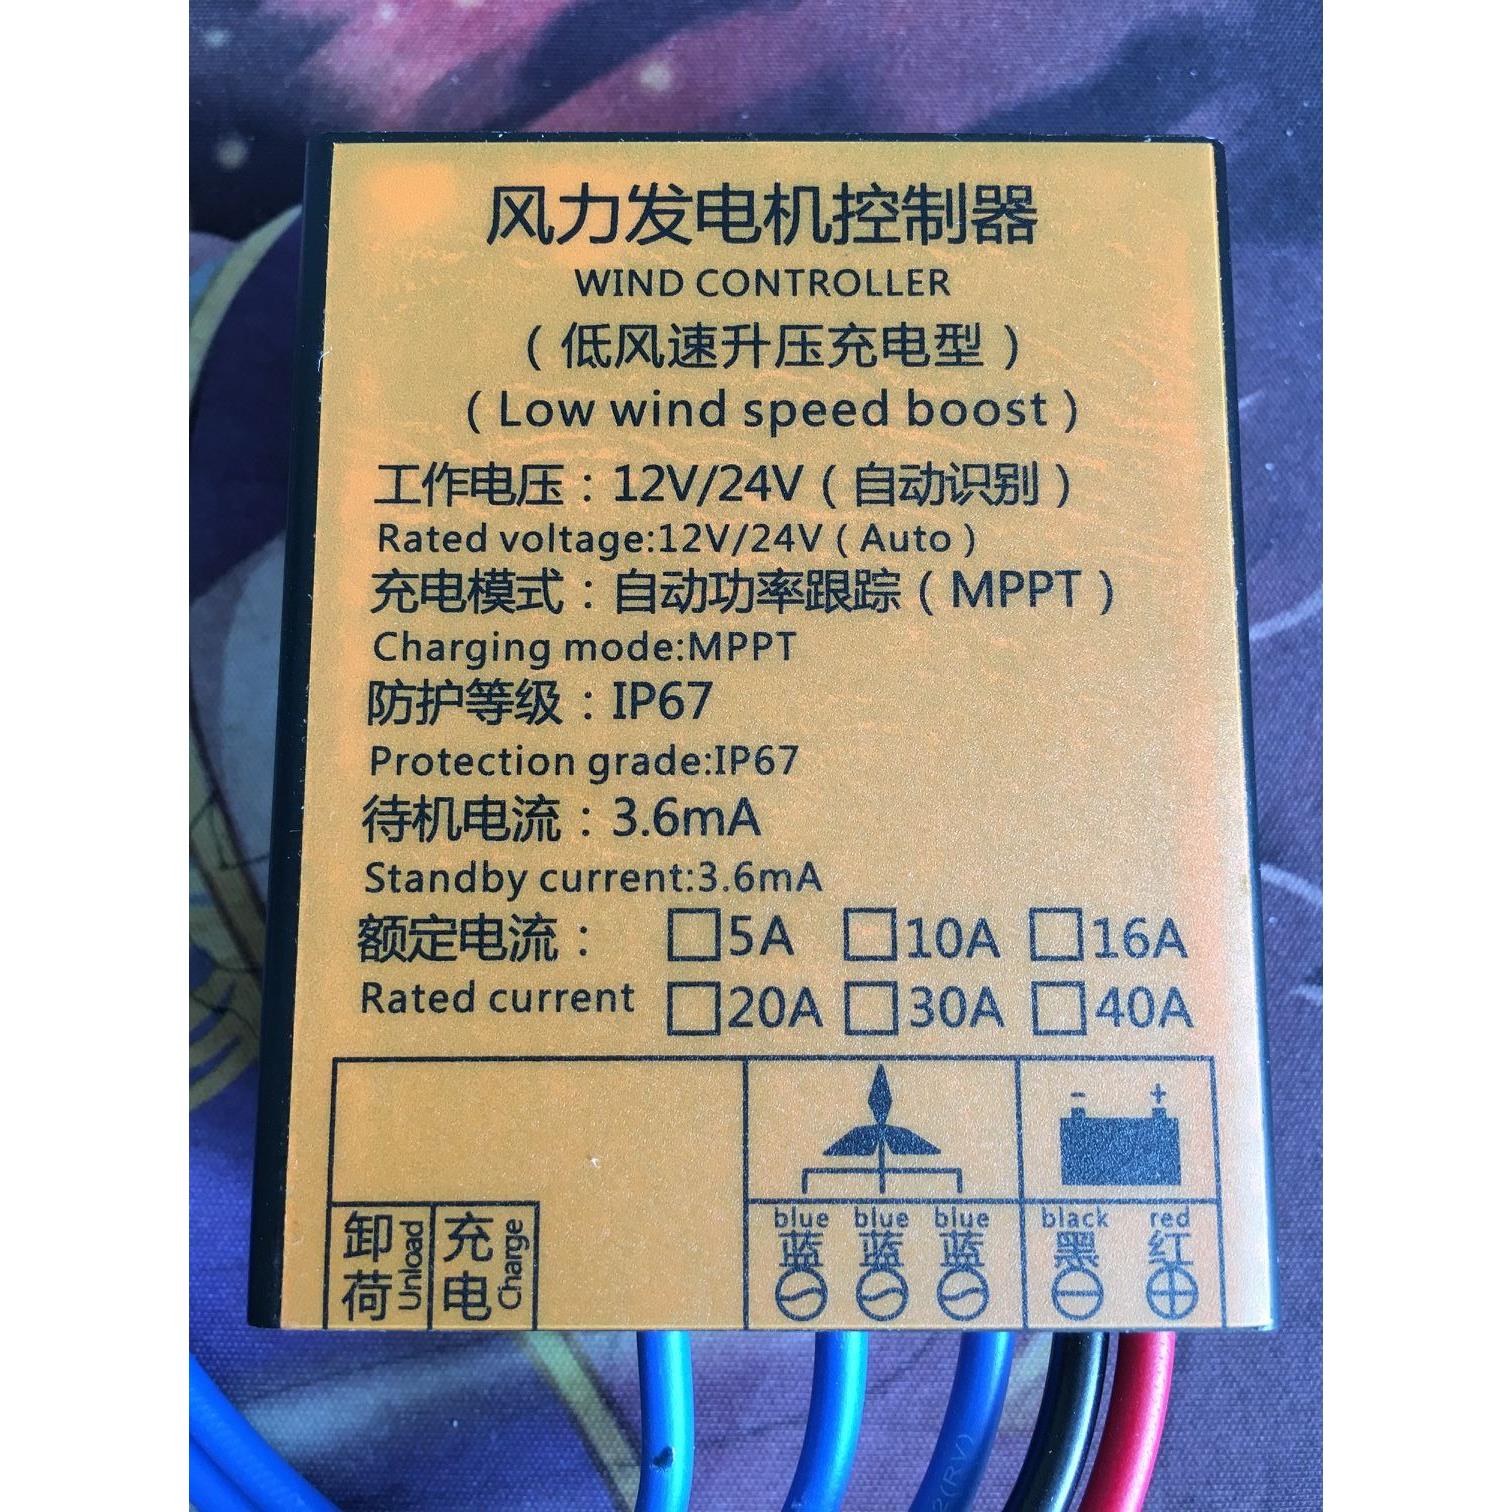 风力发电机控制器
WIND CONTROLLER
（低风速升压充电型）
(Low wind speed boost)
工作电压：12V/24V（自动识别）
Rated voltage:12V/24V(Auto)
充电模式：自动功率跟踪（MPPT）
Charging mode:MPPT
防护等级：IP67
Protection grade:IP67
待机电流：3.6mA
Standby current:3.6mA
额定电流： □5A □10A □16A
Rated current □20A □30A □40A
- +
blue blue blue black red
蓝 蓝 蓝 黑 红
卸荷 Unload 充电 Charge
2(RV)